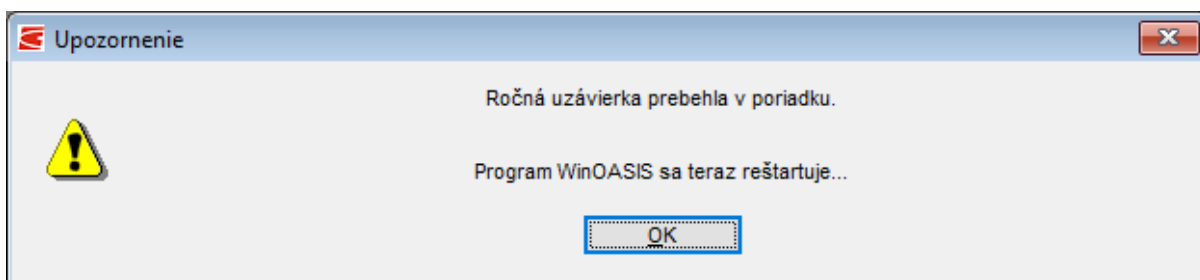 Upozornenie
Ročná uzávierka prebehla v poriadku.
Program WinOASIS sa teraz reštartuje...
OK